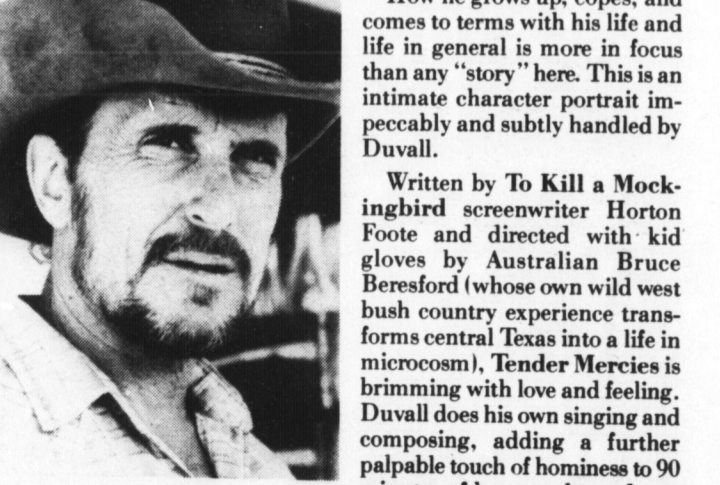 How he grows up, copes, and
comes to terms with his life and
life in general is more in focus
than any “story” here. This is an
intimate character portrait im-
peccably and subtly handled by
Duvall.
Written by To Kill a Mock-
ingbird screenwriter Horton
Foote and directed with kid
gloves by Australian Bruce
Beresford (whose own wild west
bush country experience trans-
forms central Texas into a life in
microcosm), Tender Mercies is
brimming with love and feeling.
Duvall does his own singing and
composing, adding a further
palpable touch of hominess to 90